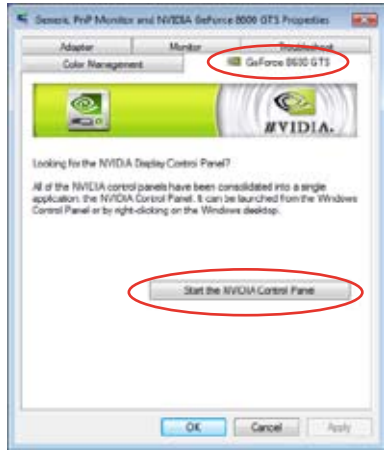 Generic PnP Monitor and NVIDIA GeForce 8600 GTS Properties
Adapter Monitor Troubleshoot
Color Management GeForce 8600 GTS
NVIDIA.
Looking for the NVIDIA Display Control Panel?
All of the NVIDIA control panels have been consolidated into a single
application: the NVIDIA Control Panel. It can be launched from the Windows
Control Panel or by right-clicking on the Windows desktop.
Start the NVIDIA Control Panel
OK Cancel Apply